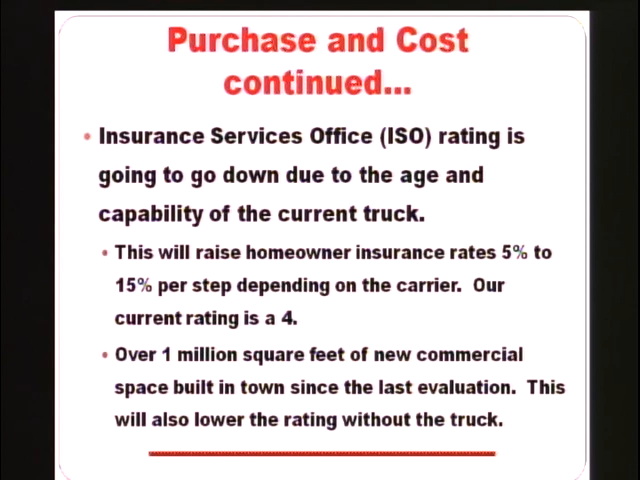 Purchase and Cost
continued...
• Insurance Services Office (ISO) rating is
going to go down due to the age and
capability of the current truck.
• This will raise homeowner insurance rates 5% to
15% per step depending on the carrier. Our
current rating is a 4.
• Over 1 million square feet of new commercial
space built in town since the last evaluation. This
will also lower the rating without the truck.